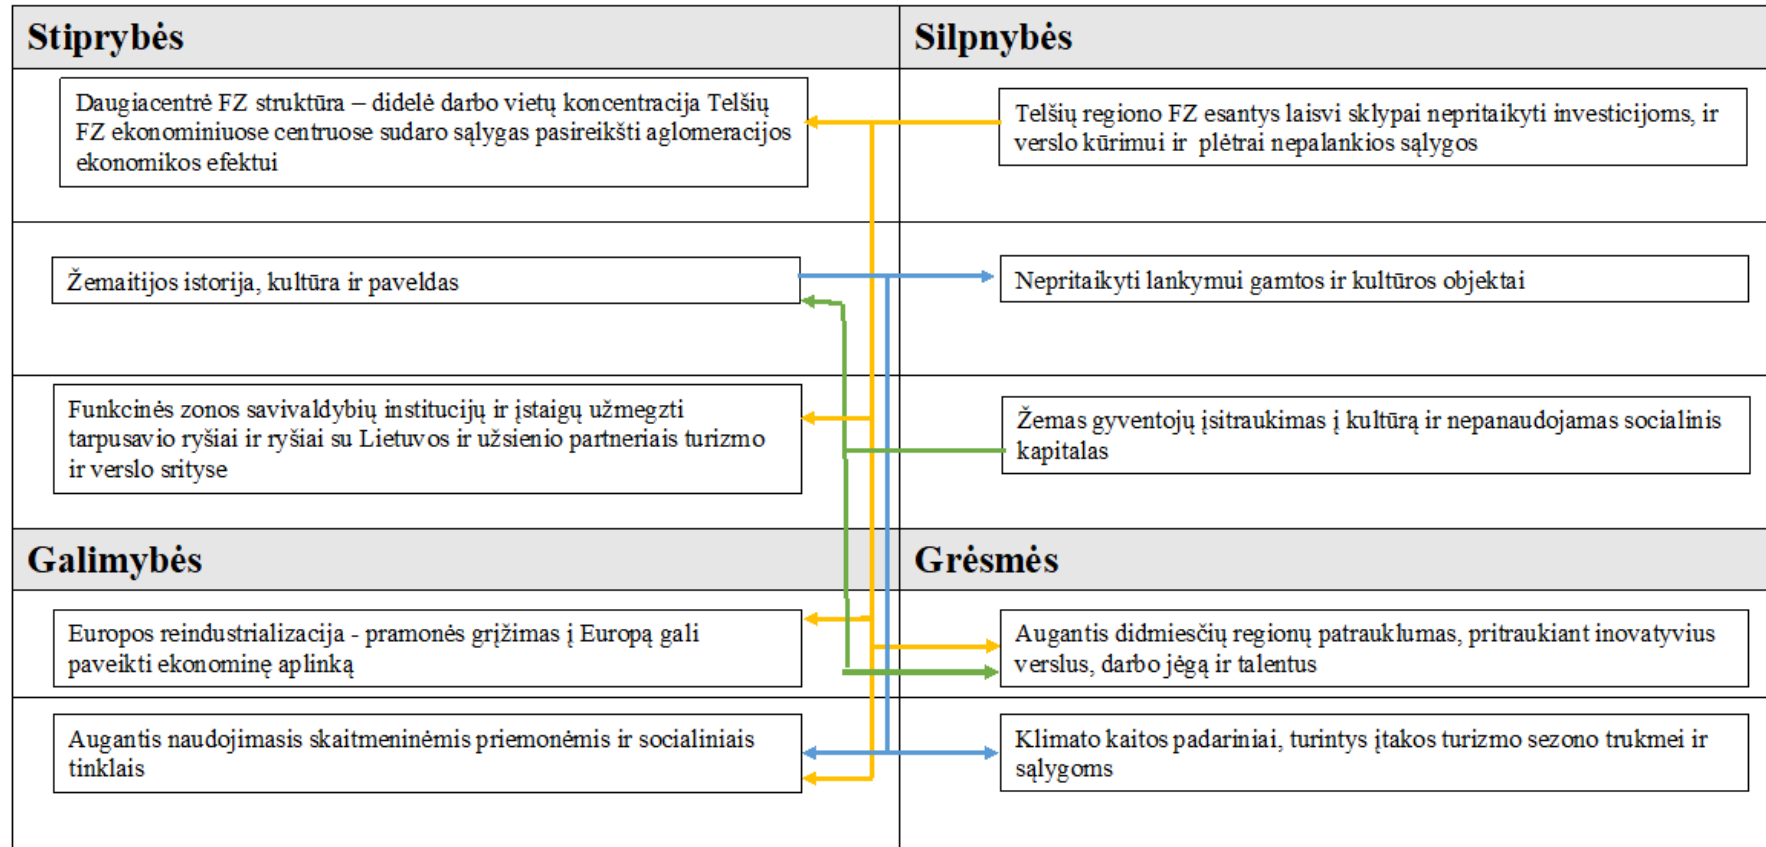 Stiprybės
Silpnybės
Daugiacentrė FZ struktūra – didelė darbo vietų koncentracija Telšių
FZ ekonominiuose centruose sudaro sąlygas pasireikšti aglomeracijos
ekonomikos efektui
Telšių regiono FZ esantys laisvi sklypai nepritaikyti investicijoms, ir
verslo kūrimui ir plėtrai nepalankios sąlygos
Žemaitijos istorija, kultūra ir paveldas
Nepritaikyti lankymui gamtos ir kultūros objektai
Funkcinės zonos savivaldybių institucijų ir įstaigų užmegzti
tarpusavio ryšiai ir ryšiai su Lietuvos ir užsienio partneriais turizmo
ir verslo srityse
Žemas gyventojų įsitraukimas į kultūrą ir nepanaudojamas socialinis
kapitalas
Galimybės
Grėsmės
Europos reindustrializacija - pramonės grįžimas į Europą gali
paveikti ekonominę aplinką
Augantis didmiesčių regionų patrauklumas, pritraukiant inovatyvius
verslus, darbo jėgą ir talentus
Augantis naudojimasis skaitmeninėmis priemonėmis ir socialiniais
tinklais
Klimato kaitos padariniai, turintys įtakos turizmo sezono trukmei ir
sąlygoms